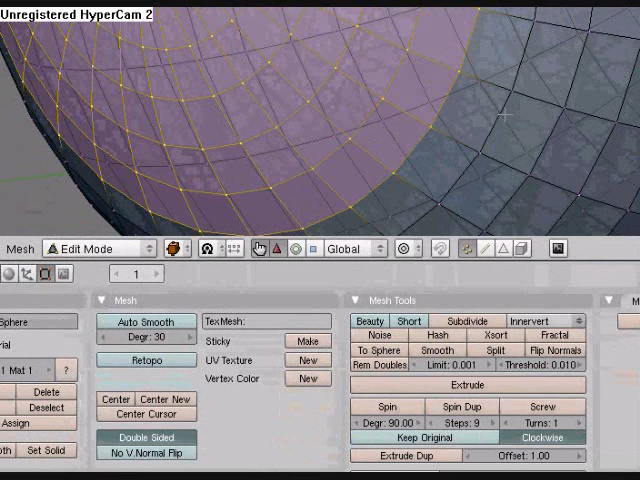 Unregistered HyperCam 2
Mesh Edit Mode Global
1
Mesh Mesh Tools M
Sphere Auto Smooth TexMesh: Beauty Short Subdivide Innervert
Degr: 30 Sticky Make Noise Hash Xsort Fractal
rial Retopo UV Texture New To Sphere Smooth Split Flip Normals
1 Mat 1 ? Vertex Color New Rem Doubles Limit: 0.001 Threshold: 0.010
Delete Center Center New Extrude
Deselect Center Cursor Spin Spin Dup Screw
Assign Degr: 90.00 Steps: 9 Turns: 1
Double Sided Keep Original Clockwise
oth Set Solid No V.Normal Flip Extrude Dup Offset: 1.00